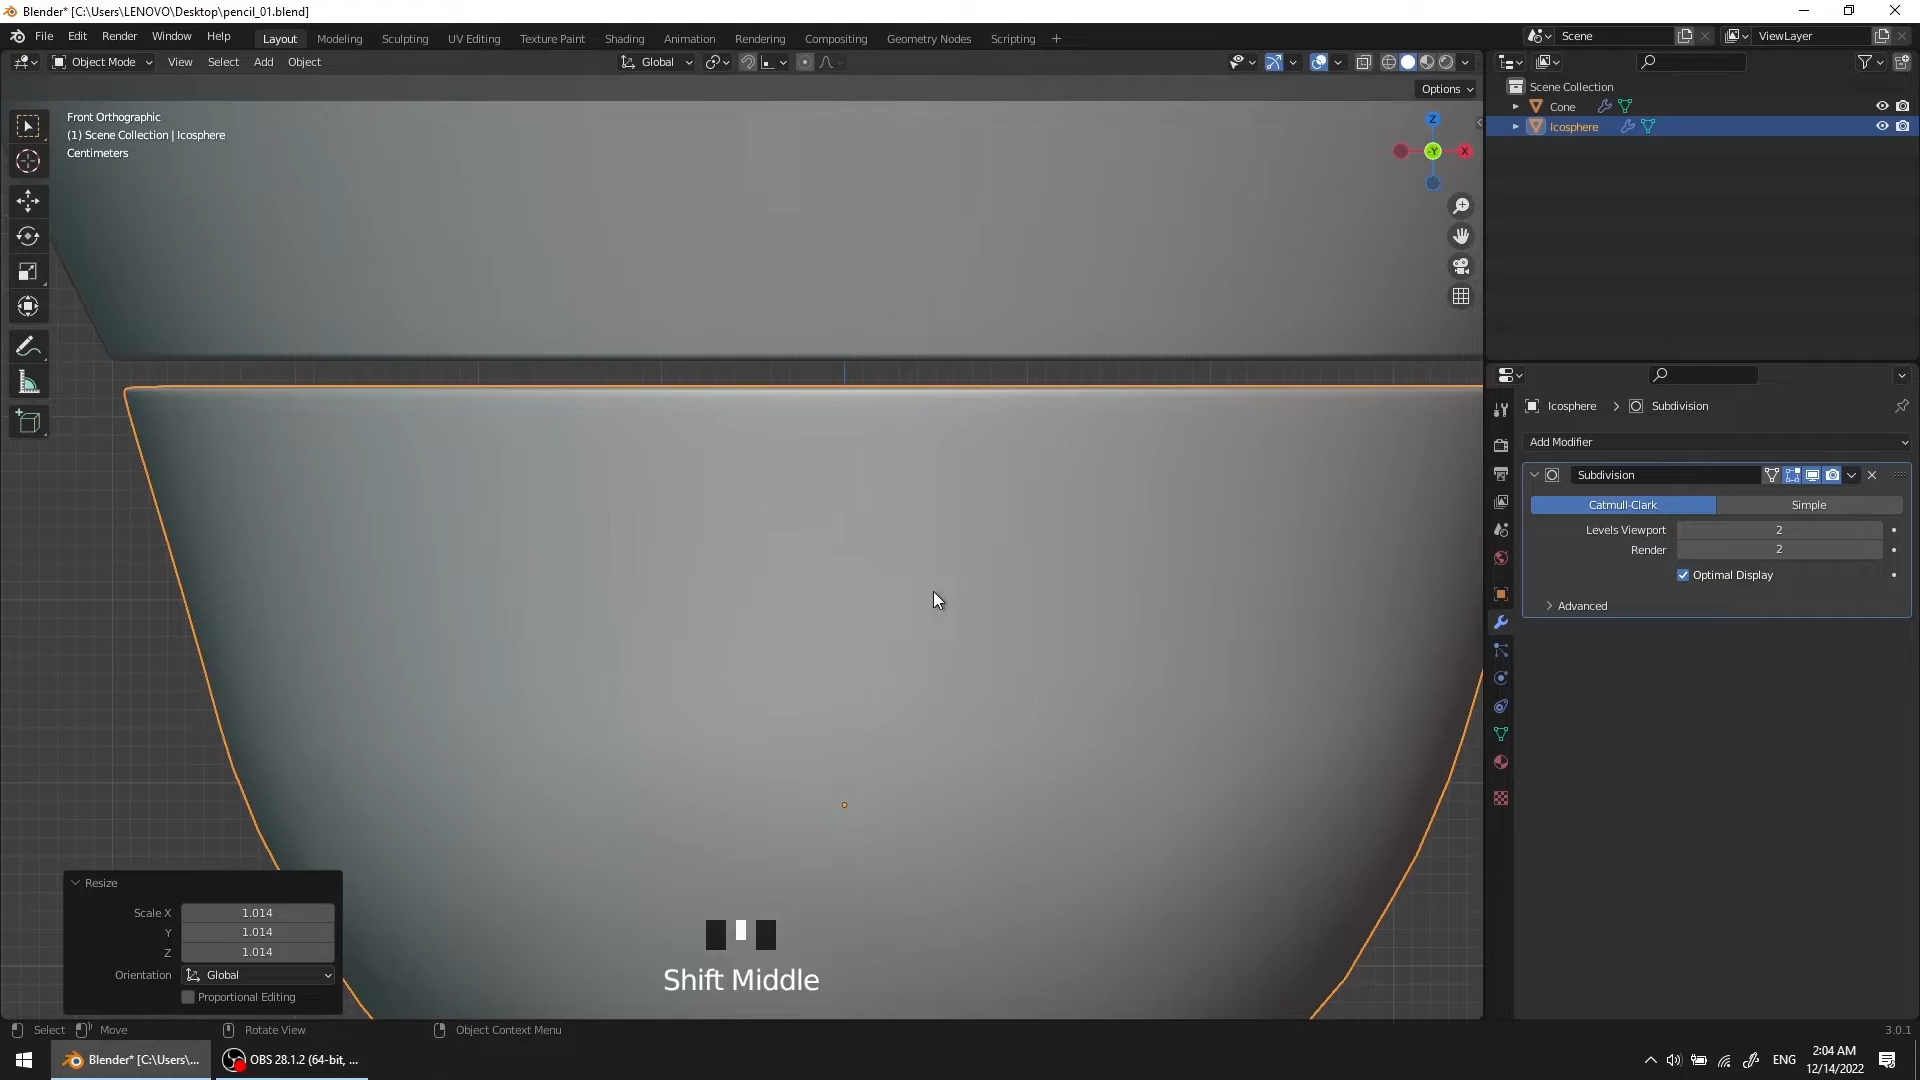 Blender* [C:\Users\LENOVO\Desktop\pencil_01.blend]
File Edit Render Window Help Layout Modeling Sculpting UV Editing Texture Paint Shading Animation Rendering Compositing Geometry Nodes Scripting + Scene ViewLayer
Object Mode View Select Add Object Global
Options
Front Orthographic
(1) Scene Collection | Icosphere
Centimeters
Z
-Y X
Scene Collection
Cone
Icosphere
Icosphere > Subdivision
Add Modifier
Subdivision
Catmull-Clark Simple
Levels Viewport 2
Render 2
Optimal Display
Advanced
Resize
Scale X 1.014
Y 1.014
Z 1.014
Orientation Global
Proportional Editing
Shift Middle
Select Move Rotate View Object Context Menu 3.0.1
Blender* [C:\Users\... OBS 28.1.2 (64-bit, ... ENG 2:04 AM
12/14/2022